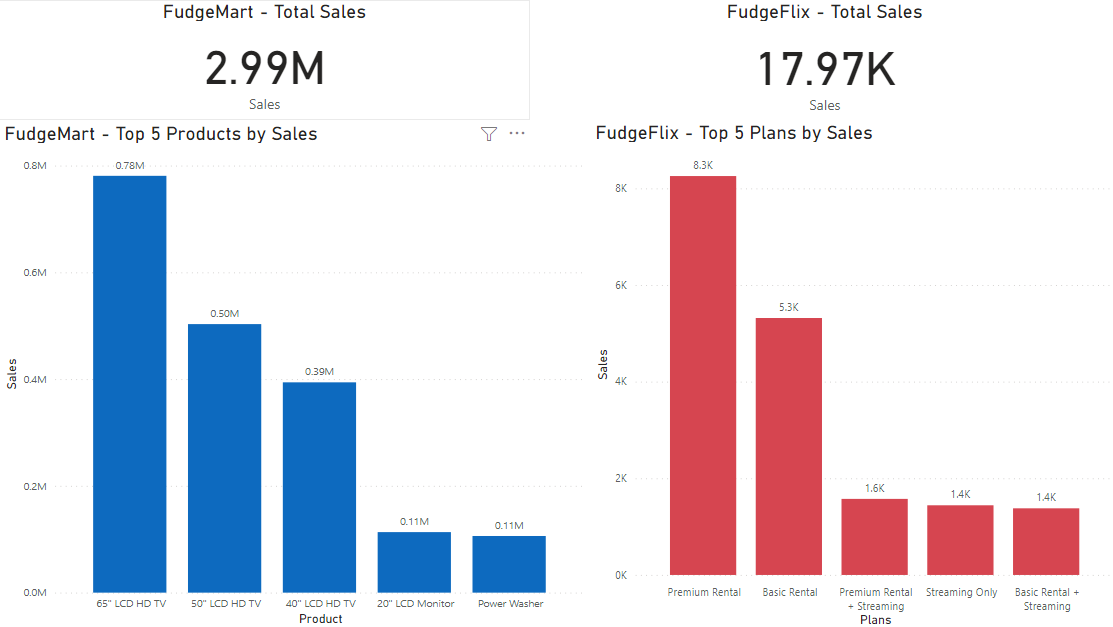 FudgeMart - Total Sales
2.99M
Sales
FudgeMart - Top 5 Products by Sales
0.8M
0.6M
0.4M
0.2M
0.0M
Sales
0.78M
0.50M
0.39M
0.11M
0.11M
65" LCD HD TV
50" LCD HD TV
40" LCD HD TV
20" LCD Monitor
Power Washer
Product
FudgeFlix - Total Sales
17.97K
Sales
FudgeFlix - Top 5 Plans by Sales
8K
6K
4K
2K
0K
Sales
8.3K
5.3K
1.6K
1.4K
1.4K
Premium Rental
Basic Rental
Premium Rental
+ Streaming
Streaming Only
Basic Rental +
Streaming
Plans